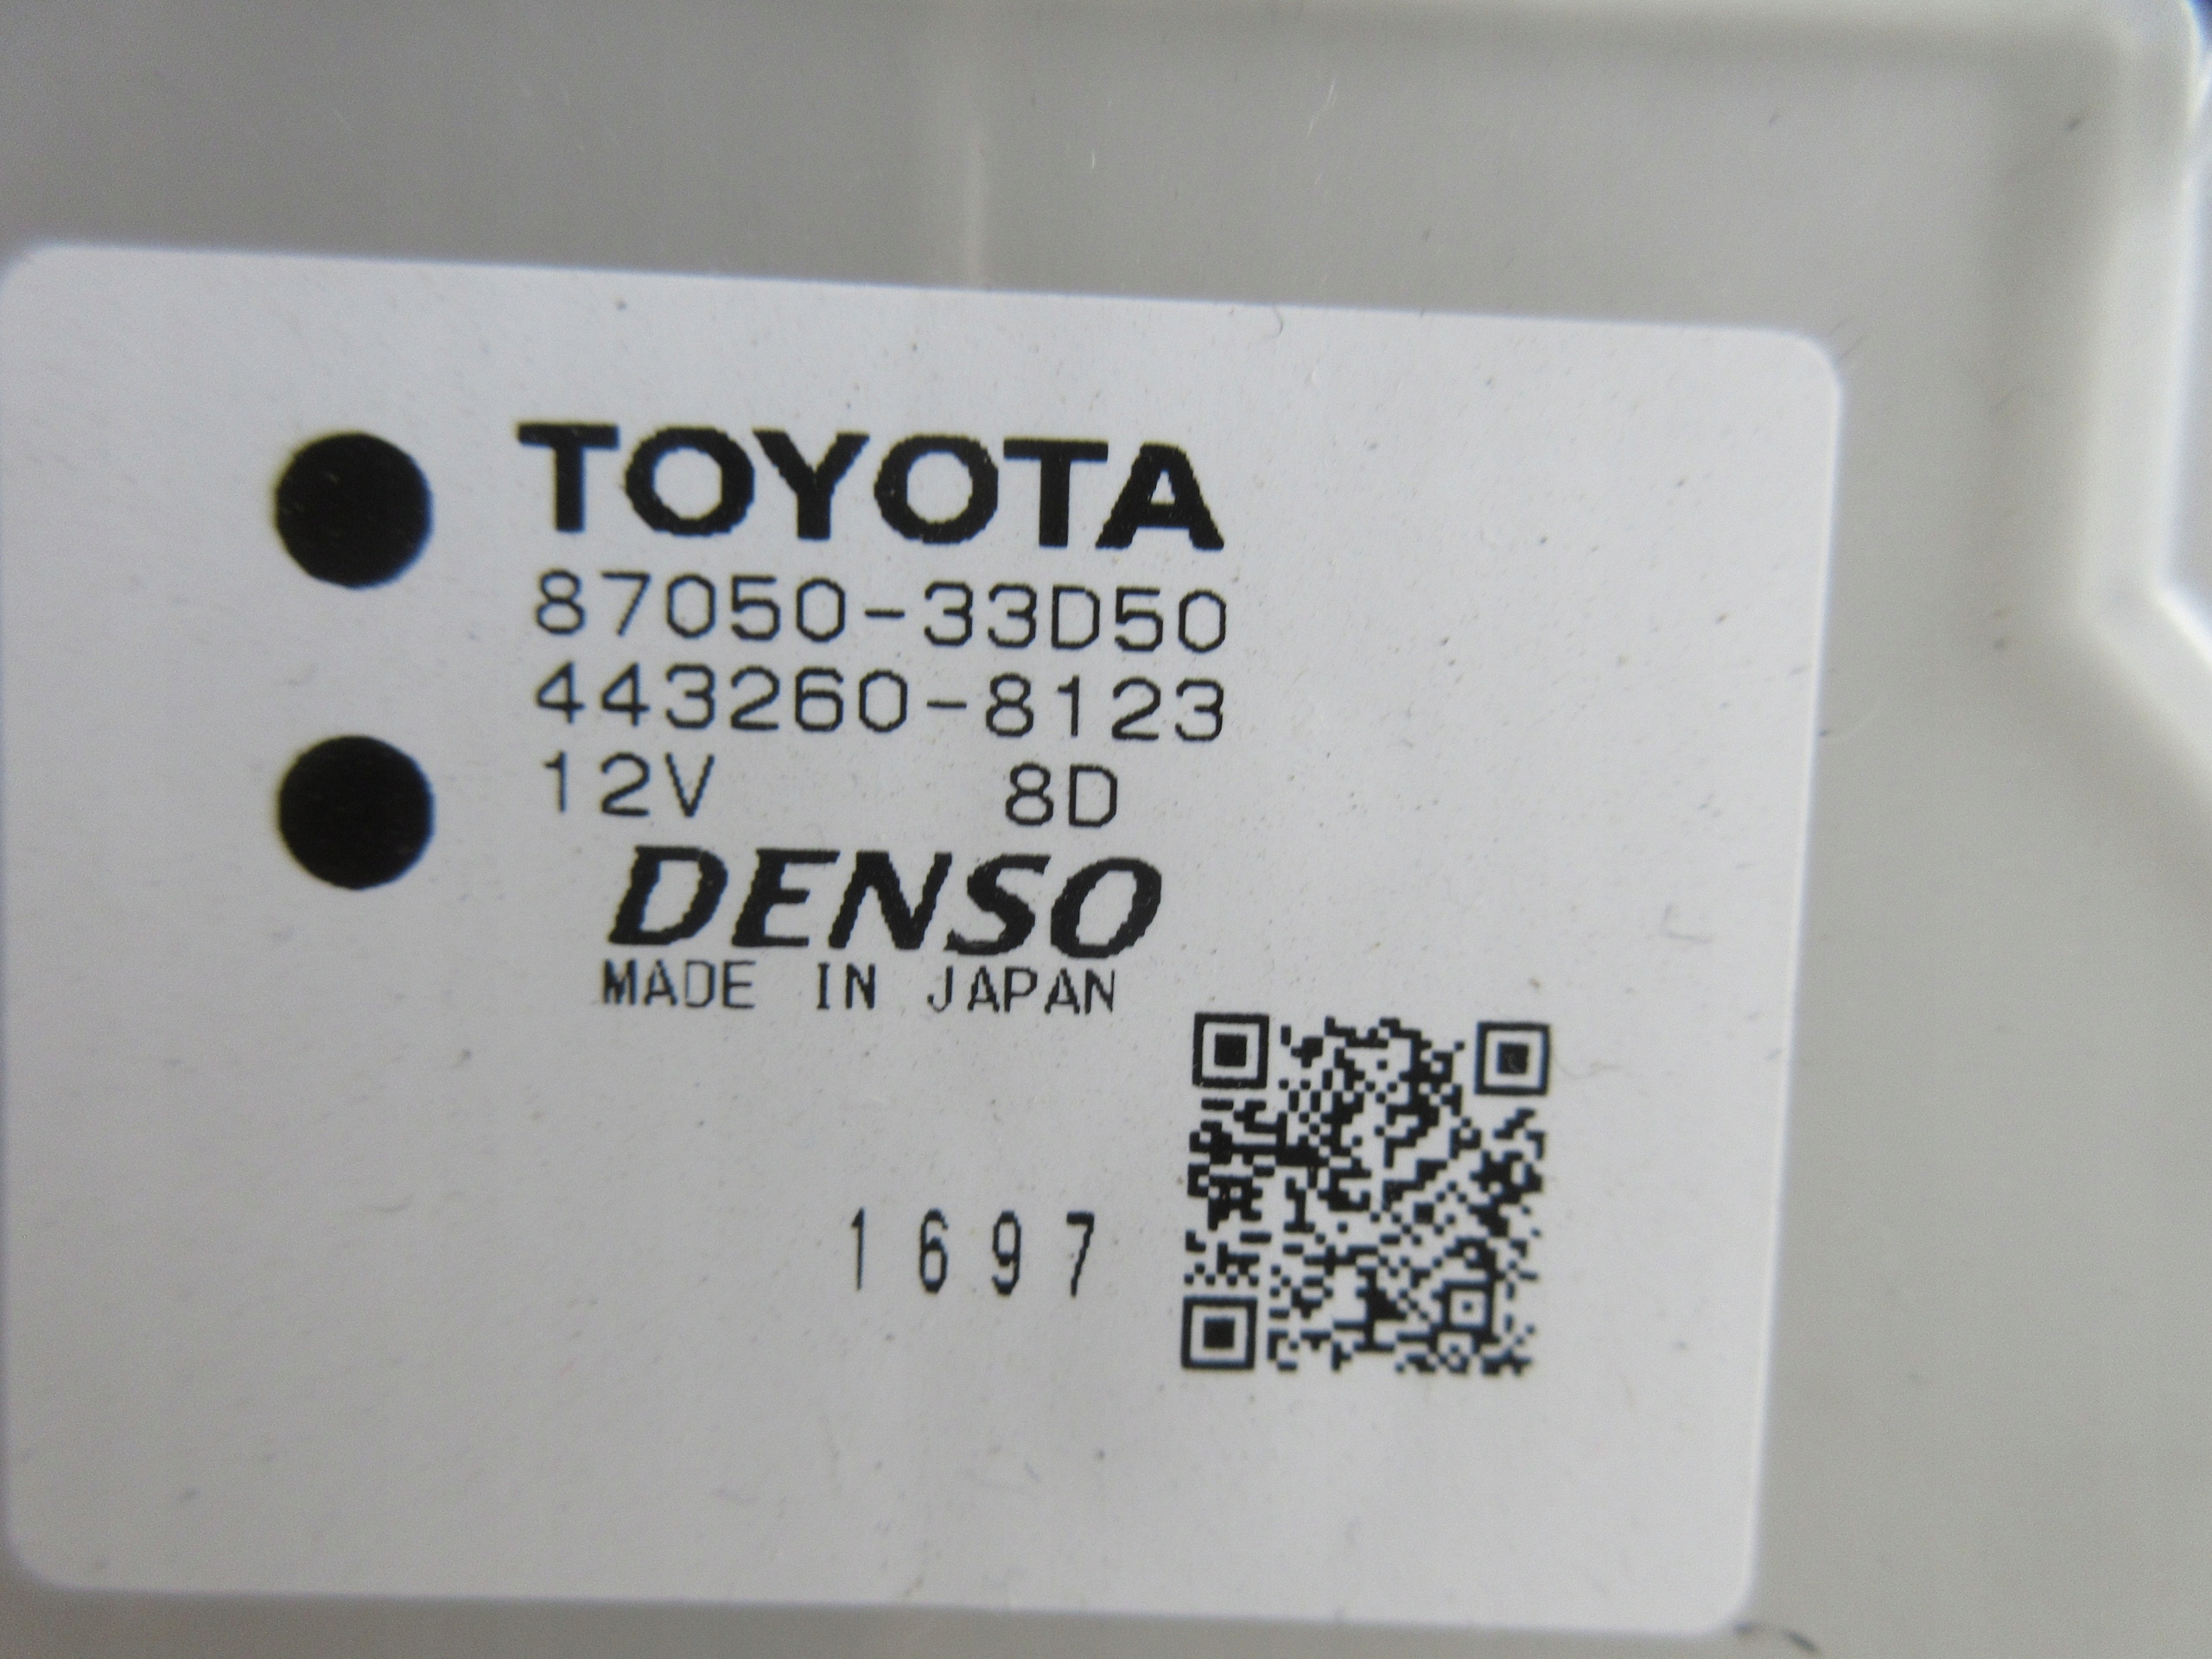 TOYOTA
87050-33D50
443260-8123
12V 8D
DENSO
MADE IN JAPAN
1697